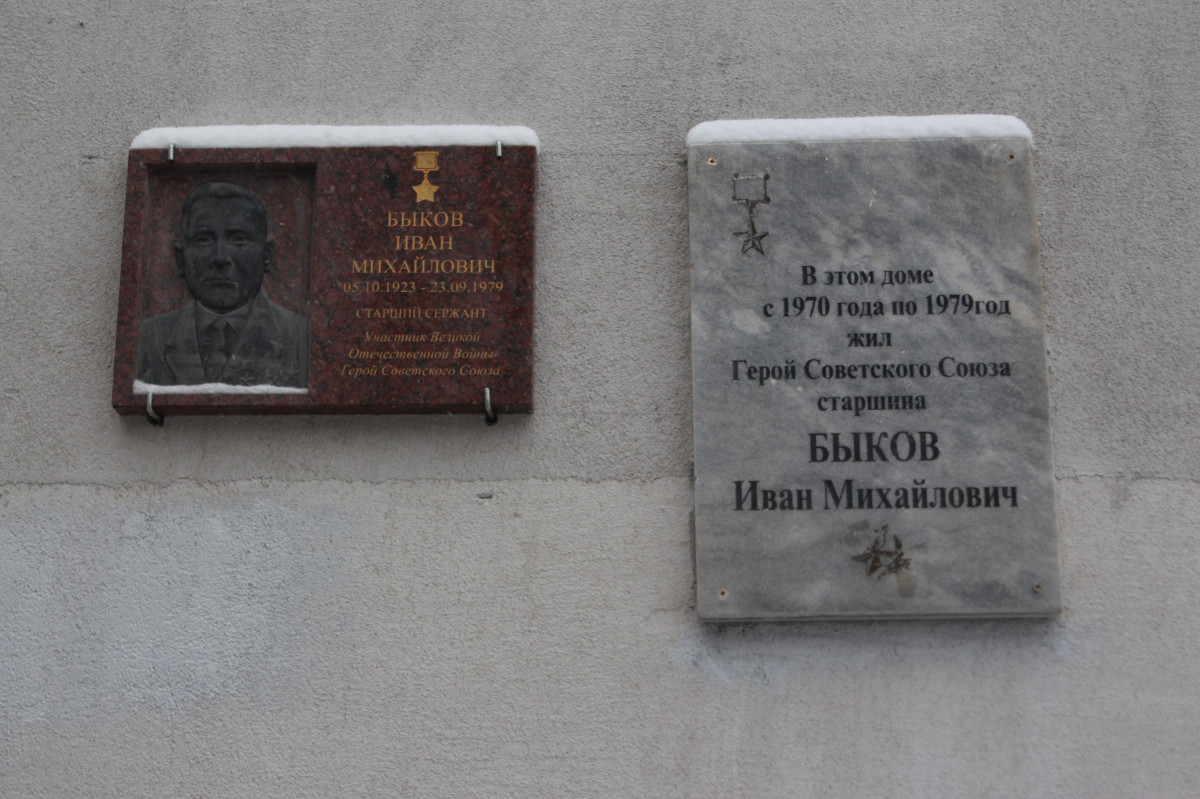 БЫКОВ
ИВАН
МИХАЙЛОВИЧ
05.10.1923 - 23.09.1979
СТАРШИЙ СЕРЖАНТ
Участник Великой
Отечественной Войны-
Герой Советского Союза
В этом доме
с 1970 года по 1979год
жил
Герой Советского Союза
старшина
БЫКОВ
Иван Михайлович